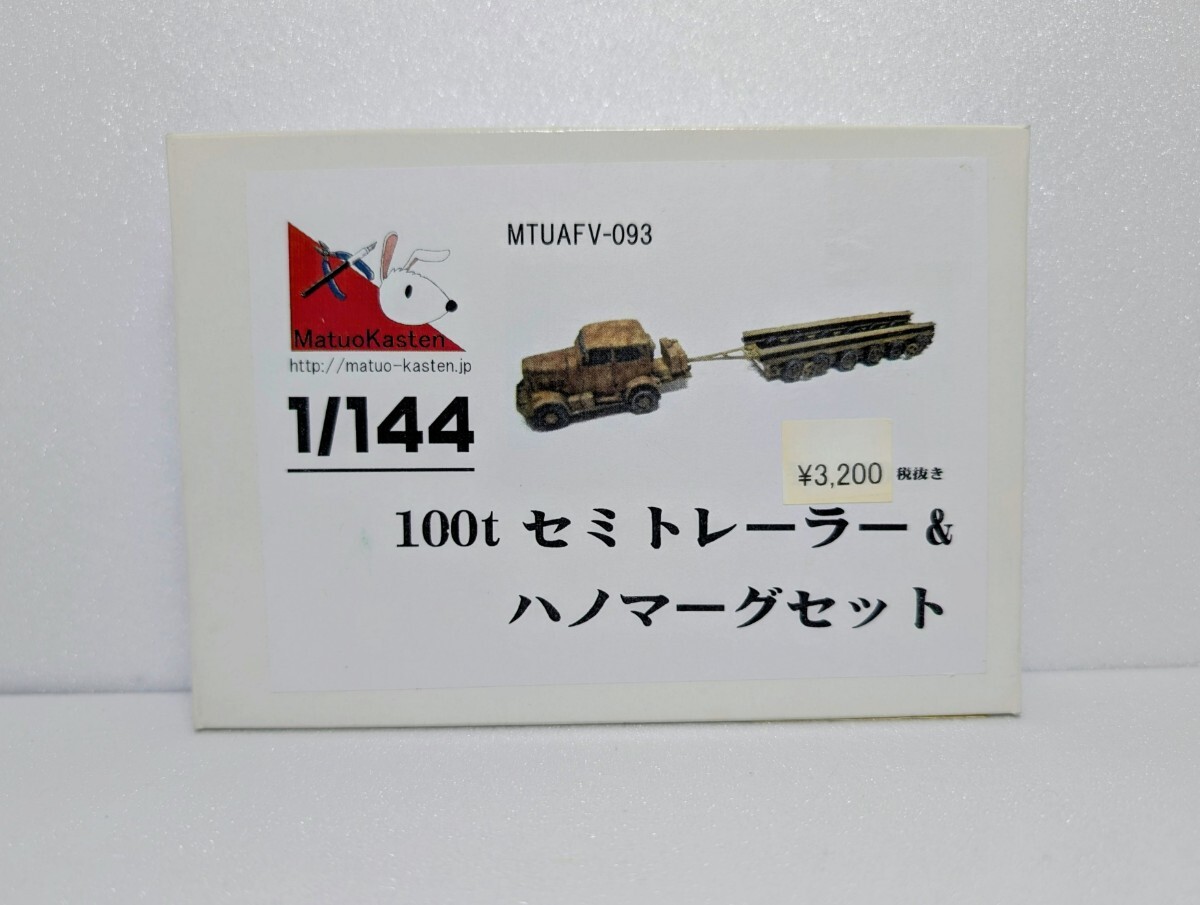 MTUAFV-093
MatuoKasten
http://matuo-kasten.jp
1/144
¥3,200 税抜き
100t セミトレーラー &
ハノマーグセット